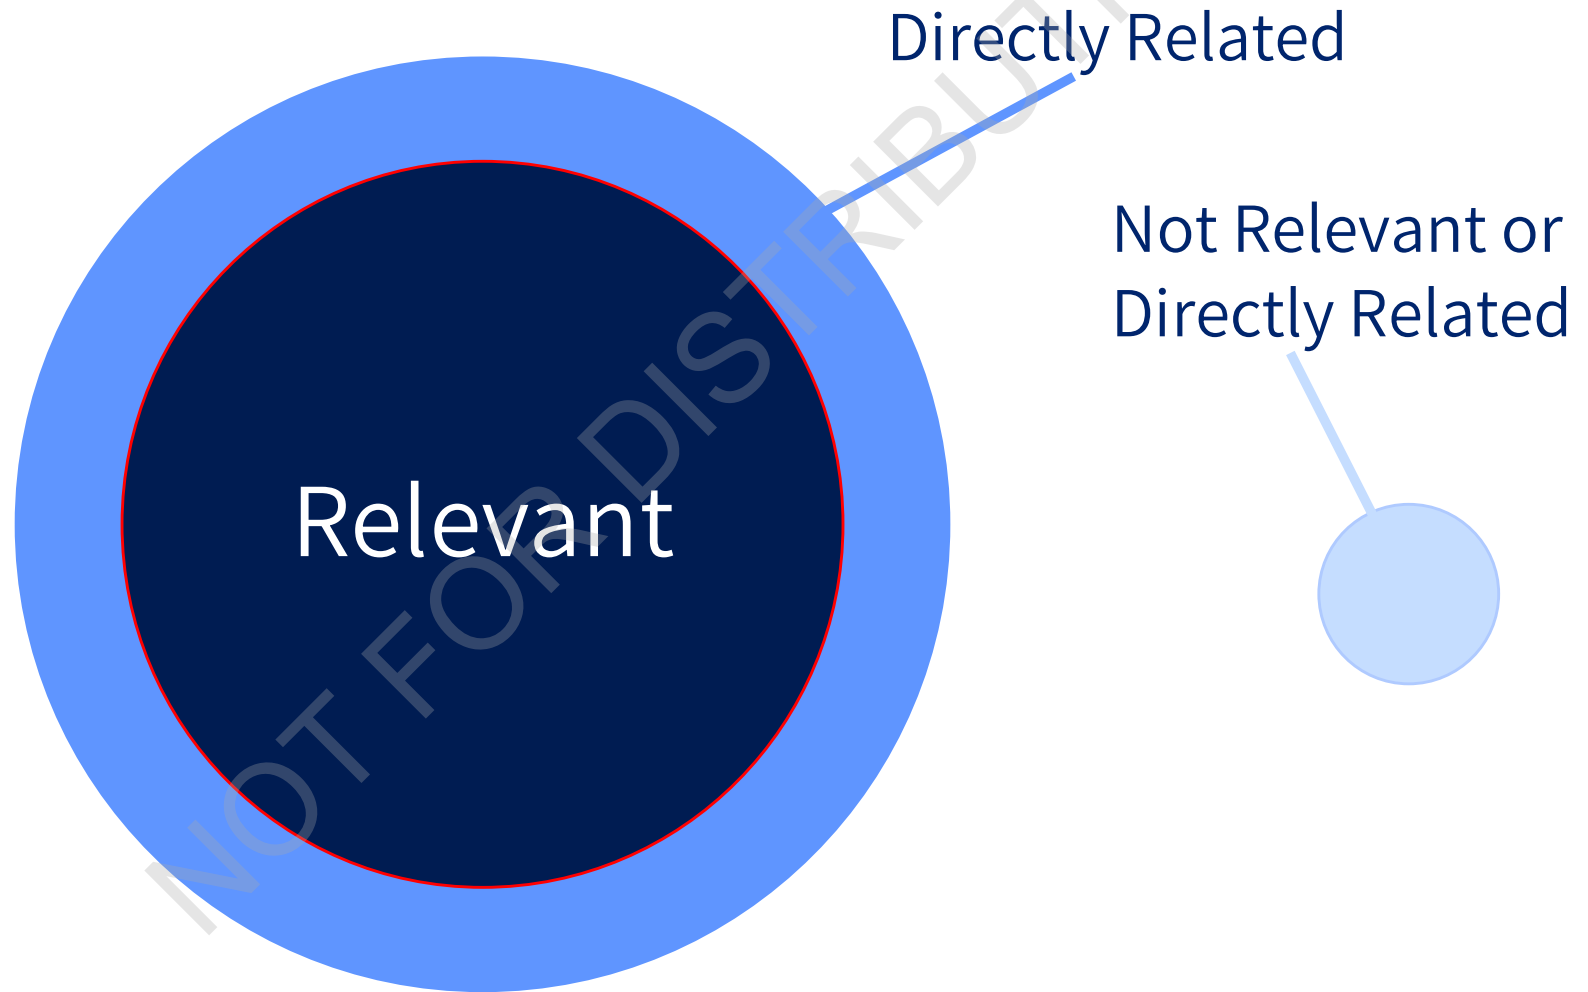 Directly Related
Not Relevant or
Directly Related
Relevant
NOT FOR DISTRIBUT